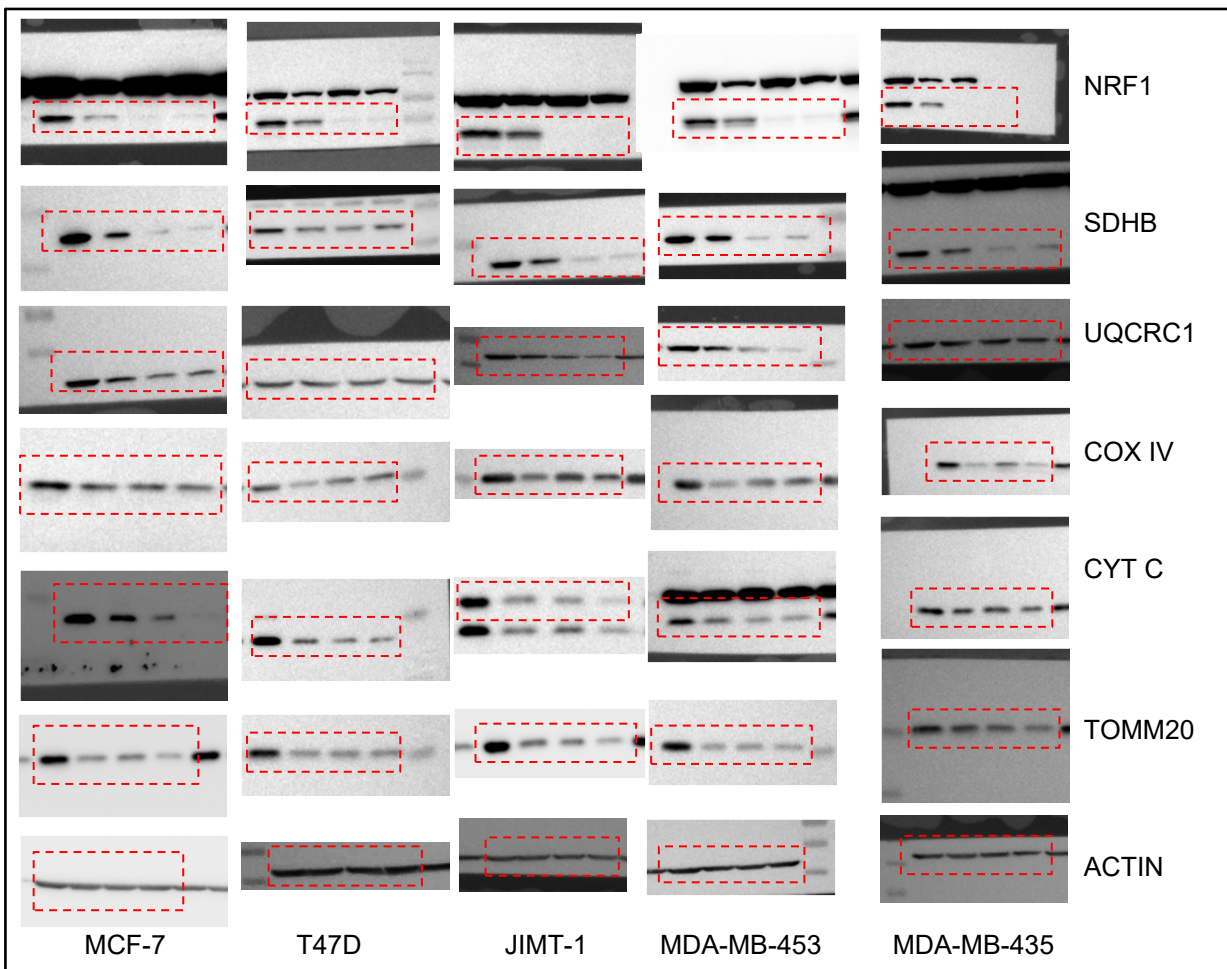 NRF1
SDHB
UQCRC1
COX IV
CYT C
TOMM20
ACTIN
MCF-7 T47D JIMT-1 MDA-MB-453 MDA-MB-435